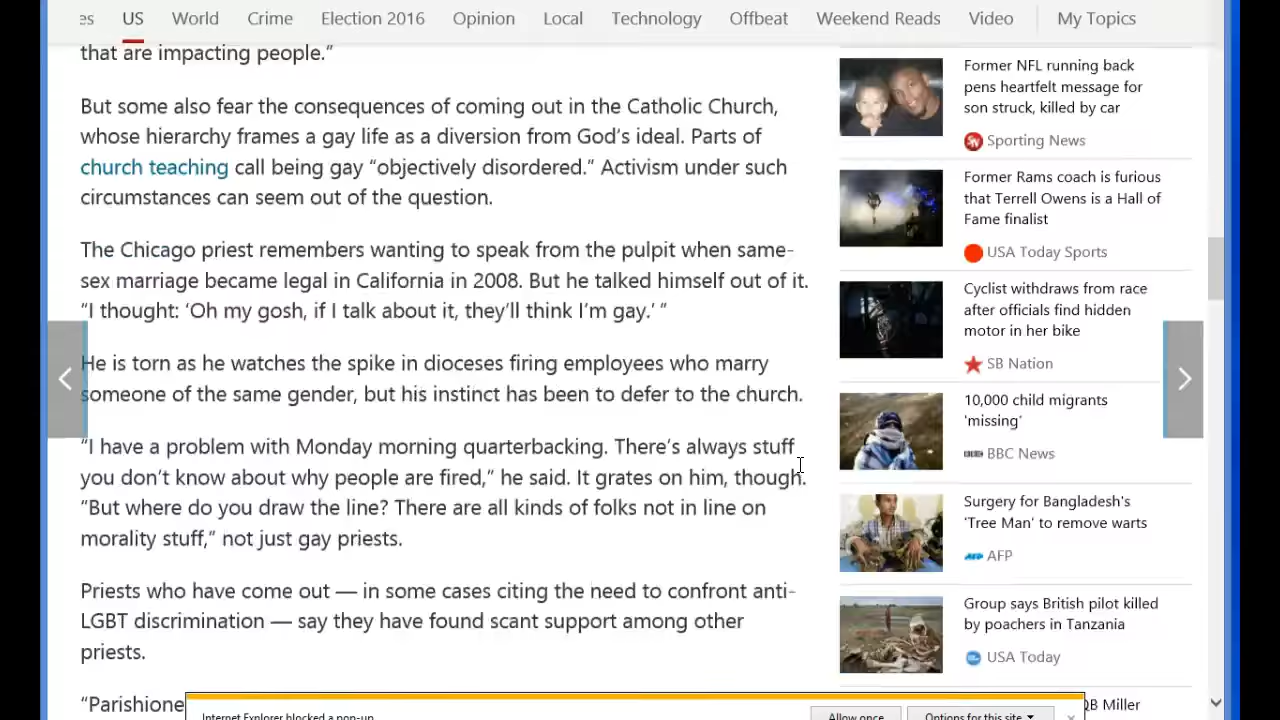 es US World Crime Election 2016 Opinion Local Technology Offbeat Weekend Reads Video My Topics
that are impacting people.”
But some also fear the consequences of coming out in the Catholic Church,
whose hierarchy frames a gay life as a diversion from God’s ideal. Parts of
church teaching call being gay “objectively disordered.” Activism under such
circumstances can seem out of the question.
The Chicago priest remembers wanting to speak from the pulpit when same-
sex marriage became legal in California in 2008. But he talked himself out of it.
“I thought: ‘Oh my gosh, if I talk about it, they’ll think I’m gay.’ ”
He is torn as he watches the spike in dioceses firing employees who marry
someone of the same gender, but his instinct has been to defer to the church.
“I have a problem with Monday morning quarterbacking. There’s always stuff
you don’t know about why people are fired,” he said. It grates on him, though.
“But where do you draw the line? There are all kinds of folks not in line on
morality stuff,” not just gay priests.
Priests who have come out — in some cases citing the need to confront anti-
LGBT discrimination — say they have found scant support among other
priests.
“Parishione
Former NFL running back
pens heartfelt message for
son struck, killed by car
Sporting News
Former Rams coach is furious
that Terrell Owens is a Hall of
Fame finalist
USA Today Sports
Cyclist withdraws from race
after officials find hidden
motor in her bike
SB Nation
10,000 child migrants
'missing'
BBC News
Surgery for Bangladesh's
'Tree Man' to remove warts
AFP
Group says British pilot killed
by poachers in Tanzania
USA Today
QB Miller
Internet Explorer blocked a pop-up
Allow once
Options for this site